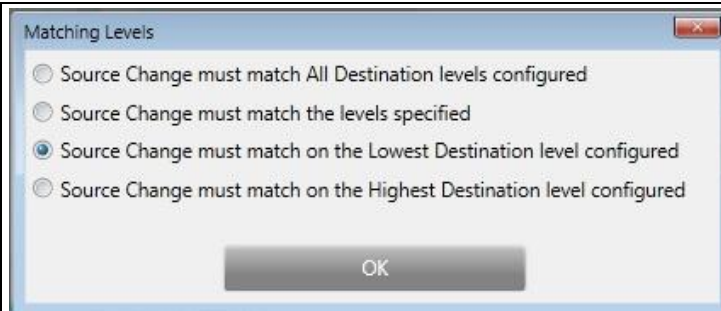 Matching Levels
Source Change must match All Destination levels configured
Source Change must match the levels specified
Source Change must match on the Lowest Destination level configured
Source Change must match on the Highest Destination level configured
OK